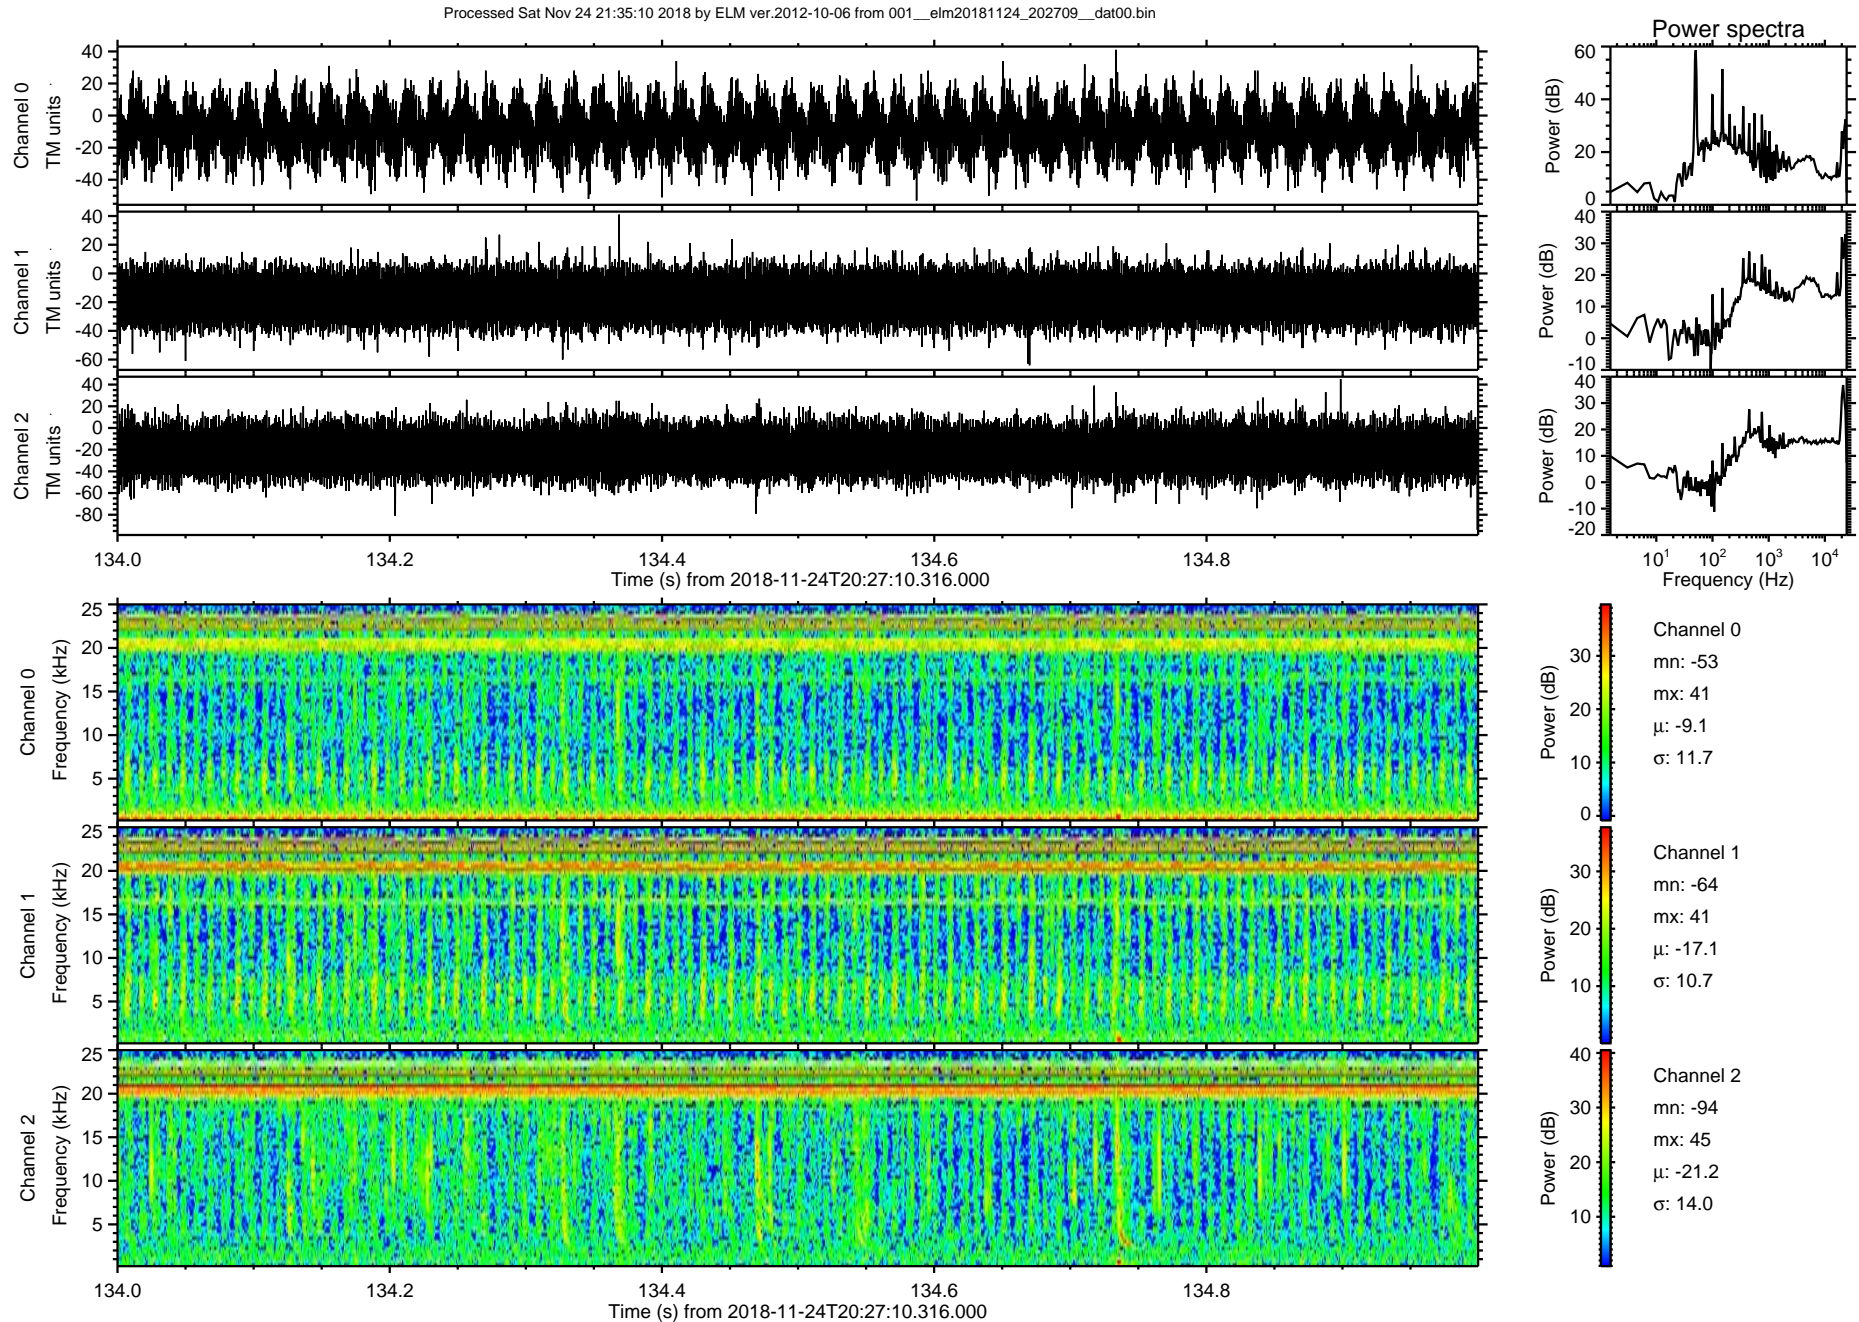 Processed Sat Nov 24 21:35:10 2018 by ELM ver.2012-10-06 from 001__elm20181124_202709__dat00.bin
Power spectra
Channel 0
TM units
40
20
0
-20
-40
Power (dB)
60
40
20
0
Channel 1
TM units
40
20
0
-20
-40
-60
Power (dB)
40
30
20
10
0
-10
Channel 2
TM units
40
20
0
-20
-40
-60
-80
Power (dB)
40
30
20
10
0
-10
-20
134.0 134.2 134.4 134.6 134.8
Time (s) from 2018-11-24T20:27:10.316.000
10¹ 10² 10³ 10⁴
Frequency (Hz)
Channel 0
Frequency (kHz)
25
20
15
10
5
Power (dB)
30
20
10
0
Channel 0
mn: -53
mx: 41
μ: -9.1
σ: 11.7
Channel 1
Frequency (kHz)
25
20
15
10
5
Power (dB)
30
20
10
Channel 1
mn: -64
mx: 41
μ: -17.1
σ: 10.7
Channel 2
Frequency (kHz)
25
20
15
10
5
Power (dB)
40
30
20
10
Channel 2
mn: -94
mx: 45
μ: -21.2
σ: 14.0
134.0 134.2 134.4 134.6 134.8
Time (s) from 2018-11-24T20:27:10.316.000